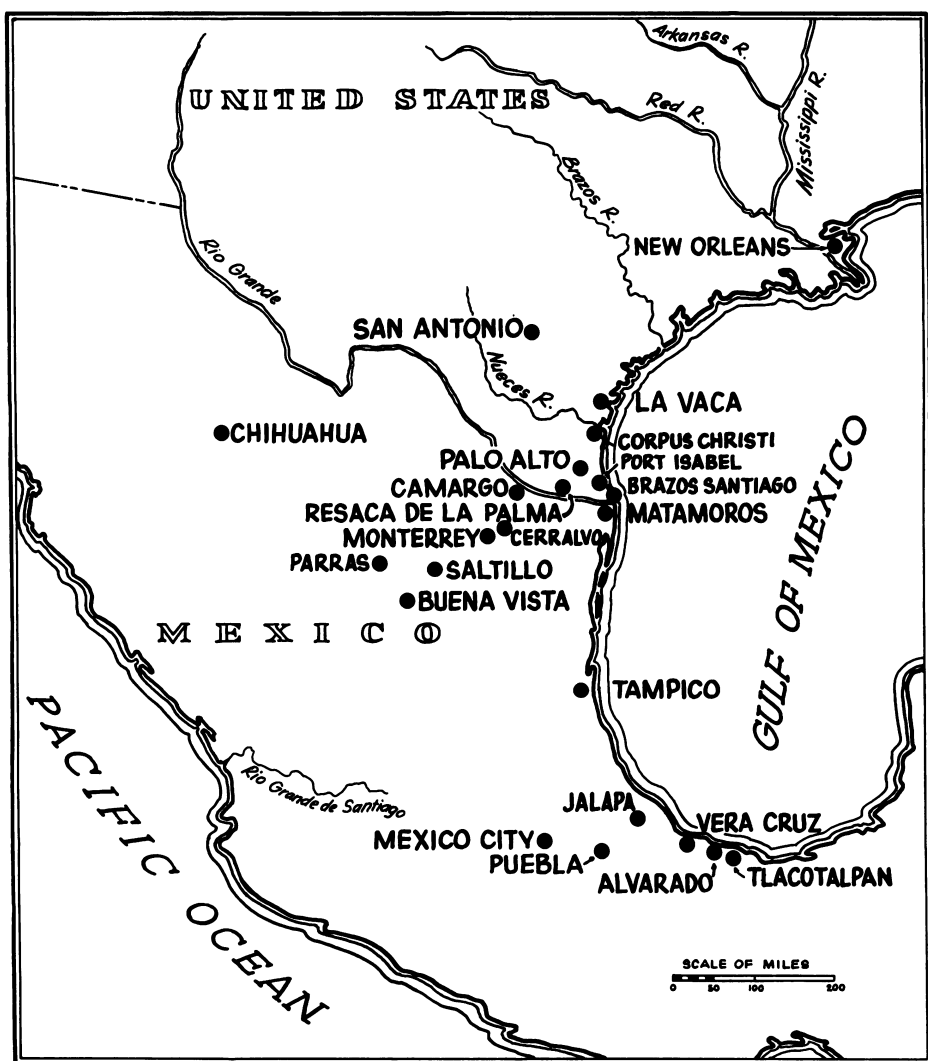 Arkansas R.
UNITED STATES
Red R.
Mississippi R.
Brazos R.
NEW ORLEANS
Rio Grande
SAN ANTONIO
Nueces R.
LA VACA
CHIHUAHUA
CORPUS CHRISTI
PALO ALTO
PORT ISABEL
CAMARGO
BRAZOS SANTIAGO
RESACA DE LA PALMA
MATAMOROS
MONTERREY
CERRALVO
PARRAS
SALTILLO
BUENA VISTA
MEXICO
GULF OF MEXICO
TAMPICO
PACIFIC OCEAN
Rio Grande de Santiago
JALAPA
VERA CRUZ
MEXICO CITY
PUEBLA
ALVARADO
TLACOTALPAN
SCALE OF MILES
0 50 100 200